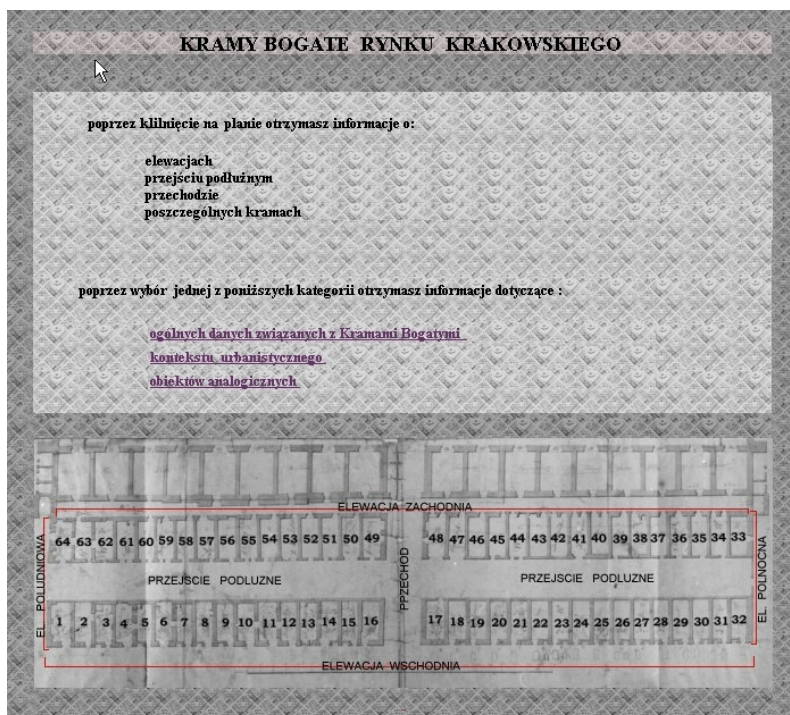 KRAMY BOGATE RYNKU KRAKOWSKIEGO
poprzez klilnięcie na planie otrzymasz informacje o:
elewacjach
przejściu podłużnym
przechodzie
poszczególnych kramach
poprzez wybór jednej z poniższych kategorii otrzymasz informacje dotyczące :
ogólnych danych związanych z Kramami Bogatymi
kontekstu urbanistycznego
obiektów analogicznych
ELEWACJA ZACHODNIA
EL. POLUDNIOWA
64 63 62 61 60 59 58 57 56 55 54 53 52 51 50 49
48 47 46 45 44 43 42 41 40 39 38 37 36 35 34 33
PRZEJSCIE PODLUZNE
PPZECHOD
PRZEJSCIE PODLUZNE
EL. POLNOCNA
1 2 3 4 5 6 7 8 9 10 11 12 13 14 15 16
17 18 19 20 21 22 23 24 25 26 27 28 29 30 31 32
ELEWACJA WSCHODNIA